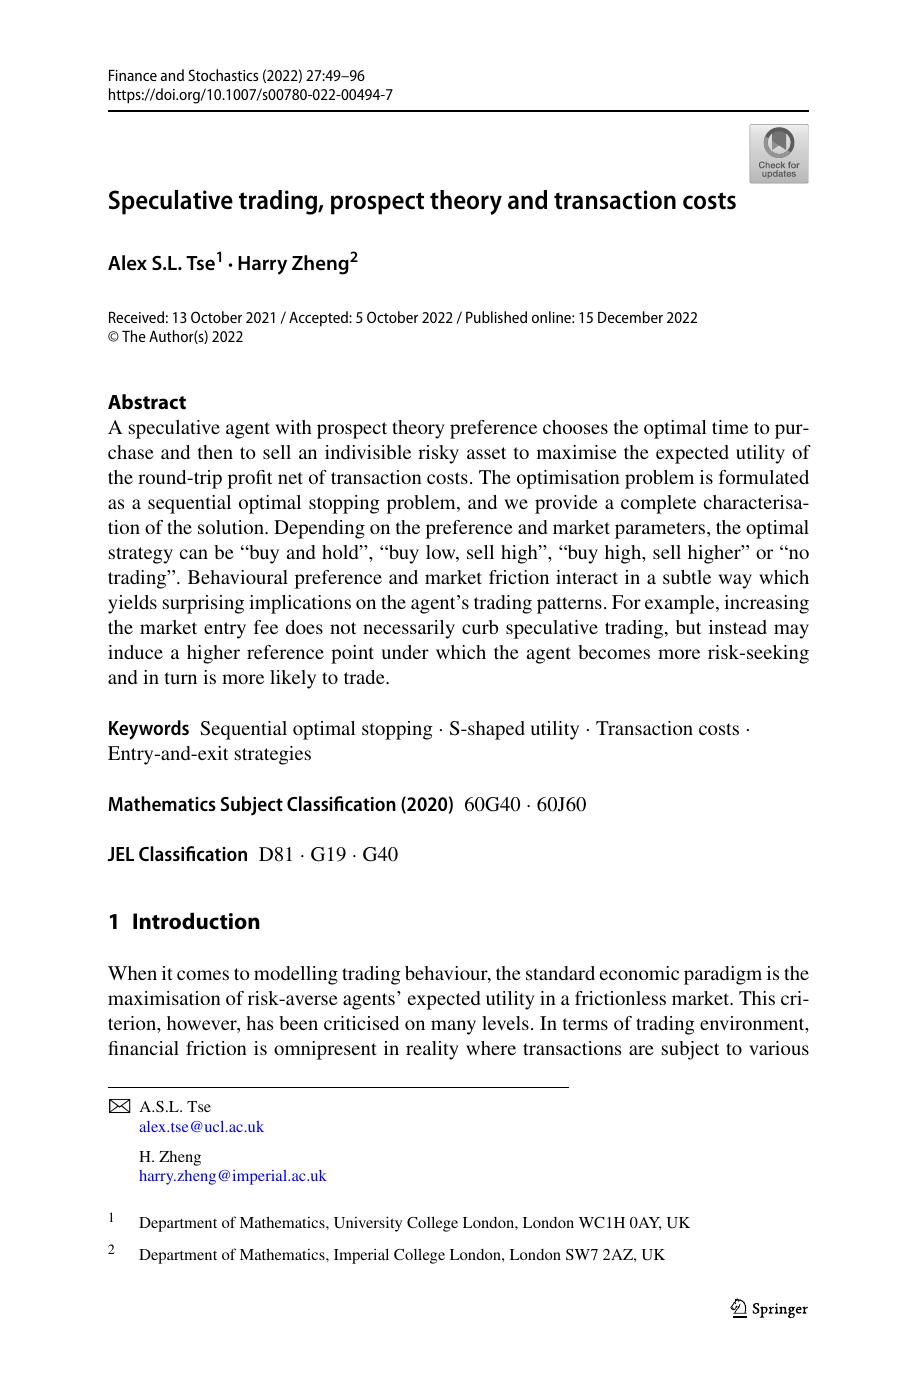 Finance and Stochastics (2022) 27:49–96
https://doi.org/10.1007/s00780-022-00494-7
Check for
updates
Speculative trading, prospect theory and transaction costs
Alex S.L. Tse1 · Harry Zheng2
Received: 13 October 2021 / Accepted: 5 October 2022 / Published online: 15 December 2022
© The Author(s) 2022
Abstract
A speculative agent with prospect theory preference chooses the optimal time to pur-
chase and then to sell an indivisible risky asset to maximise the expected utility of
the round-trip profit net of transaction costs. The optimisation problem is formulated
as a sequential optimal stopping problem, and we provide a complete characterisa-
tion of the solution. Depending on the preference and market parameters, the optimal
strategy can be “buy and hold”, “buy low, sell high”, “buy high, sell higher” or “no
trading”. Behavioural preference and market friction interact in a subtle way which
yields surprising implications on the agent’s trading patterns. For example, increasing
the market entry fee does not necessarily curb speculative trading, but instead may
induce a higher reference point under which the agent becomes more risk-seeking
and in turn is more likely to trade.
Keywords Sequential optimal stopping · S-shaped utility · Transaction costs ·
Entry-and-exit strategies
Mathematics Subject Classification (2020) 60G40 · 60J60
JEL Classification D81 · G19 · G40
1 Introduction
When it comes to modelling trading behaviour, the standard economic paradigm is the
maximisation of risk-averse agents’ expected utility in a frictionless market. This cri-
terion, however, has been criticised on many levels. In terms of trading environment,
financial friction is omnipresent in reality where transactions are subject to various
A.S.L. Tse
alex.tse@ucl.ac.uk
H. Zheng
harry.zheng@imperial.ac.uk
1 Department of Mathematics, University College London, London WC1H 0AY, UK
2 Department of Mathematics, Imperial College London, London SW7 2AZ, UK
Springer